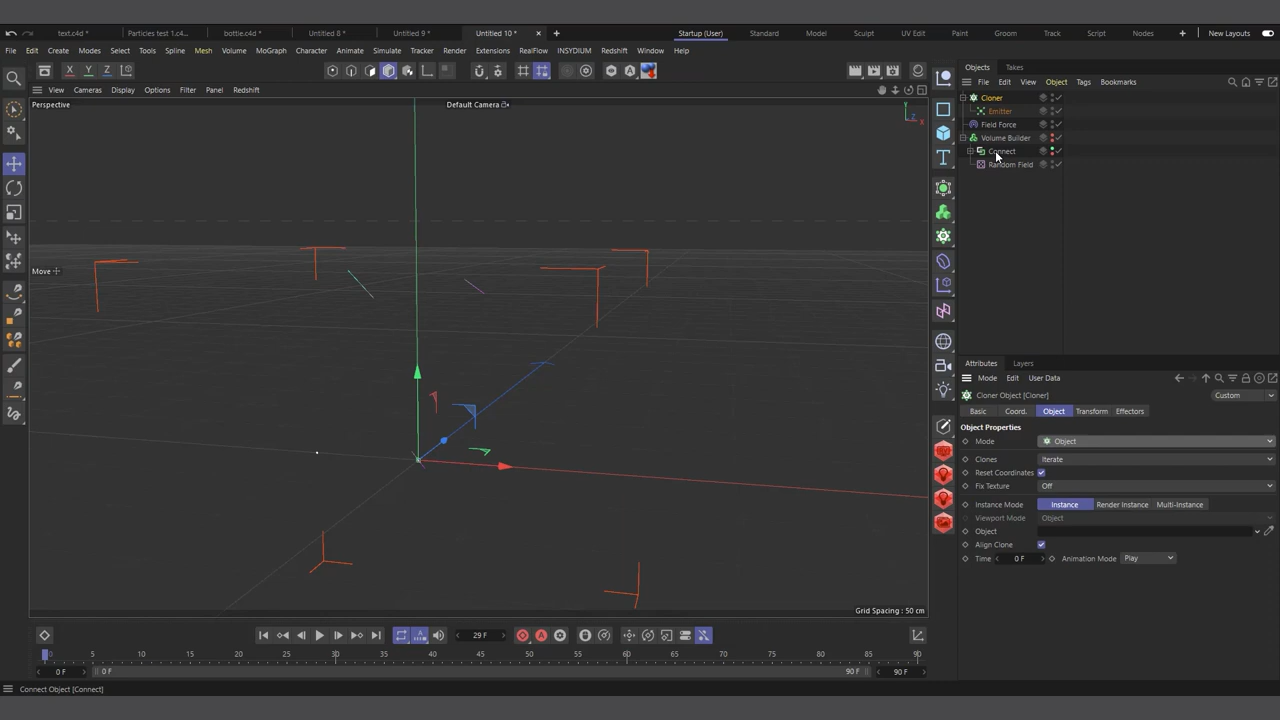 text.c4d * Particles test 1.c4... bottle.c4d * Untitled 8 * Untitled 9 * Untitled 10 * Startup (User) Standard Model Sculpt UV Edit Paint Groom Track Script Nodes New Layouts
File Edit Create Modes Select Tools Spline Mesh Volume MoGraph Character Animate Simulate Tracker Render Extensions RealFlow INSYDIUM Redshift Window Help
X Y Z
View Cameras Display Options Filter Panel Redshift
Perspective
Default Camera
Y
Z X
Move
Grid Spacing : 50 cm
Objects Takes
File Edit View Object Tags Bookmarks
Cloner
Emitter
Field Force
Volume Builder
Connect
Random Field
Attributes Layers
Mode Edit User Data
Cloner Object [Cloner] Custom
Basic Coord. Object Transform Effectors
Object Properties
Mode Object
Clones Iterate
Reset Coordinates
Fix Texture Off
Instance Mode Instance Render Instance Multi-Instance
Viewport Mode Object
Object
Align Clone
Time 0 F Animation Mode Play
29 F
0 5 10 15 20 25 30 35 40 45 50 55 60 65 70 75 80 85 90
0 F 0 F 90 F 90 F
Connect Object [Connect]